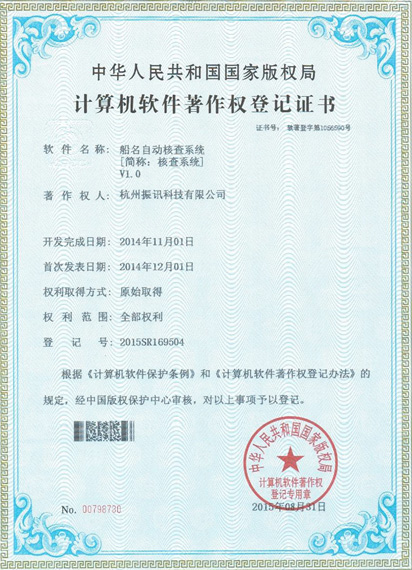 中华人民共和国国家版权局
计算机软件著作权登记证书
证书号: 软著登字第1056590号
软件名称: 船名自动核查系统
[简称: 核查系统]
V1.0
著作权人: 杭州振讯科技有限公司
开发完成日期: 2014年11月01日
首次发表日期: 2014年12月01日
权利取得方式: 原始取得
权利范围: 全部权利
登记号: 2015SR169504
根据《计算机软件保护条例》和《计算机软件著作权登记办法》的
规定,经中国版权保护中心审核,对以上事项予以登记。
中华人民共和国国家版权局
计算机软件著作权
登记专用章
No. 00798730
2015年08月31日